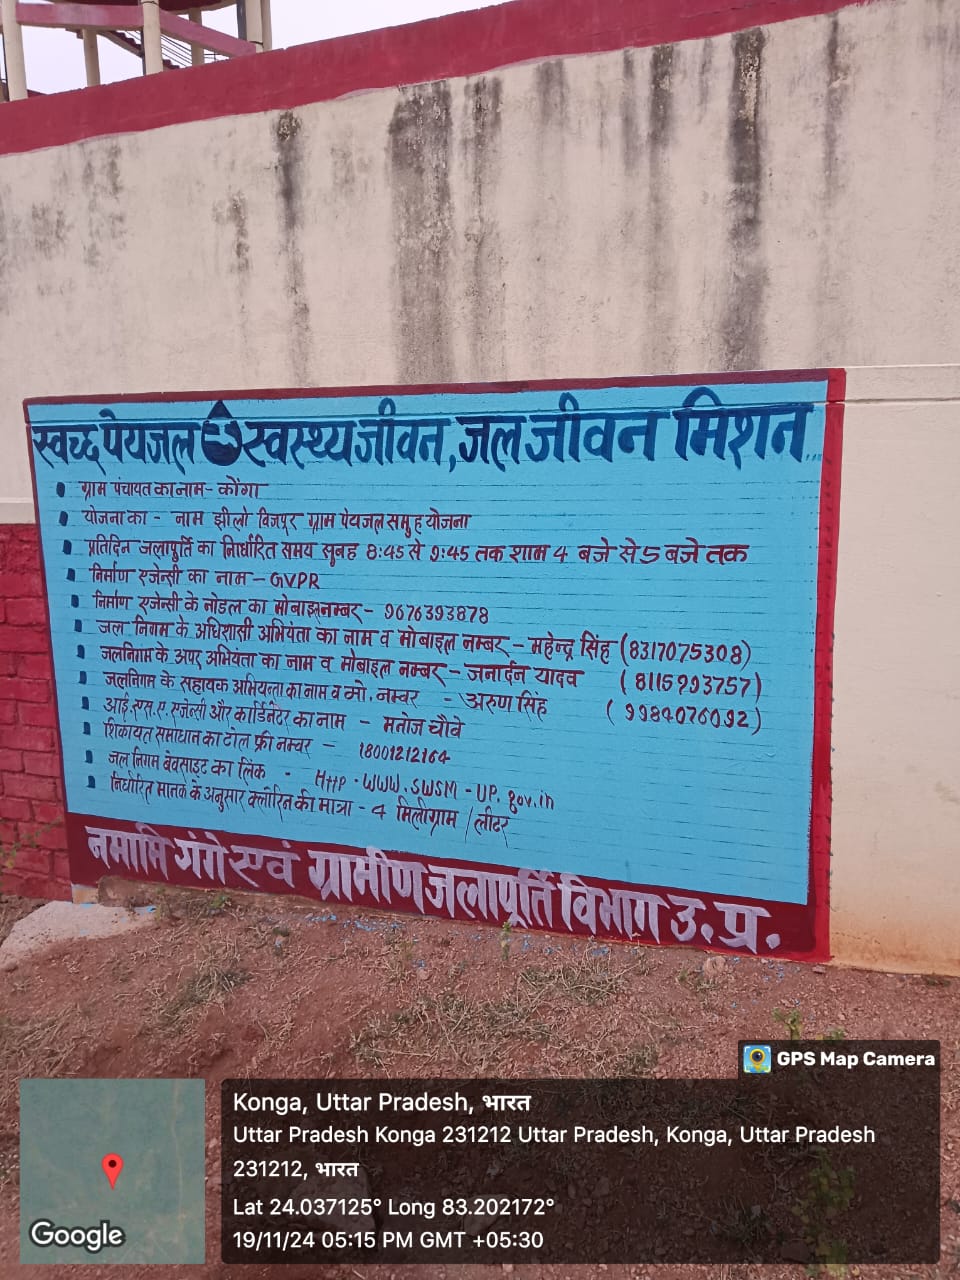 स्वच्छ पेयजल स्वस्थ्य जीवन, जल जीवन मिशन...
• ग्राम पंचायत का नाम - कोंगा
• योजना का - नाम झीलो बिजपुर ग्राम पेयजल समुह योजना
• प्रतिदिन जलापुर्ति का निर्धारित समय सुबह 8:45 से 9:45 तक शाम 4 बजे से 5 बजे तक
• निर्माण एजेन्सी का नाम - GVPR
• निर्माण एजेन्सी के नोडल का मोबाइल नम्बर - 9676393878
• जल निगम के अधिशासी अभियंता का नाम व मोबाइल नम्बर - महेन्द्र सिंह (8317075308)
• जलनिगम के अपर अभियंता का नाम व मोबाइल नम्बर - जनार्दन यादव (8115993757)
• जलनिगम के सहायक अभियन्ता का नाम व मो. नम्बर - अरुण सिंह (9984076092)
• आई.एस.ए. एजेन्सी और कार्डिनेटर का नाम - मनोज चौवे
• शिकायत समाधान का टोल फ्री नम्बर - 18001212164
• जल निगम वेबसाइट का लिंक - Http - www.swsm-up.gov.in
• निर्धारित मानके के अनुसार क्लोरिन की मात्रा - 4 मिलीग्राम / लीटर
नमामि गंगे एवं ग्रामीण जलापूर्ति विभाग उ. प्र.
GPS Map Camera
Konga, Uttar Pradesh, भारत
Uttar Pradesh Konga 231212 Uttar Pradesh, Konga, Uttar Pradesh
231212, भारत
Lat 24.037125° Long 83.202172°
19/11/24 05:15 PM GMT +05:30
Google